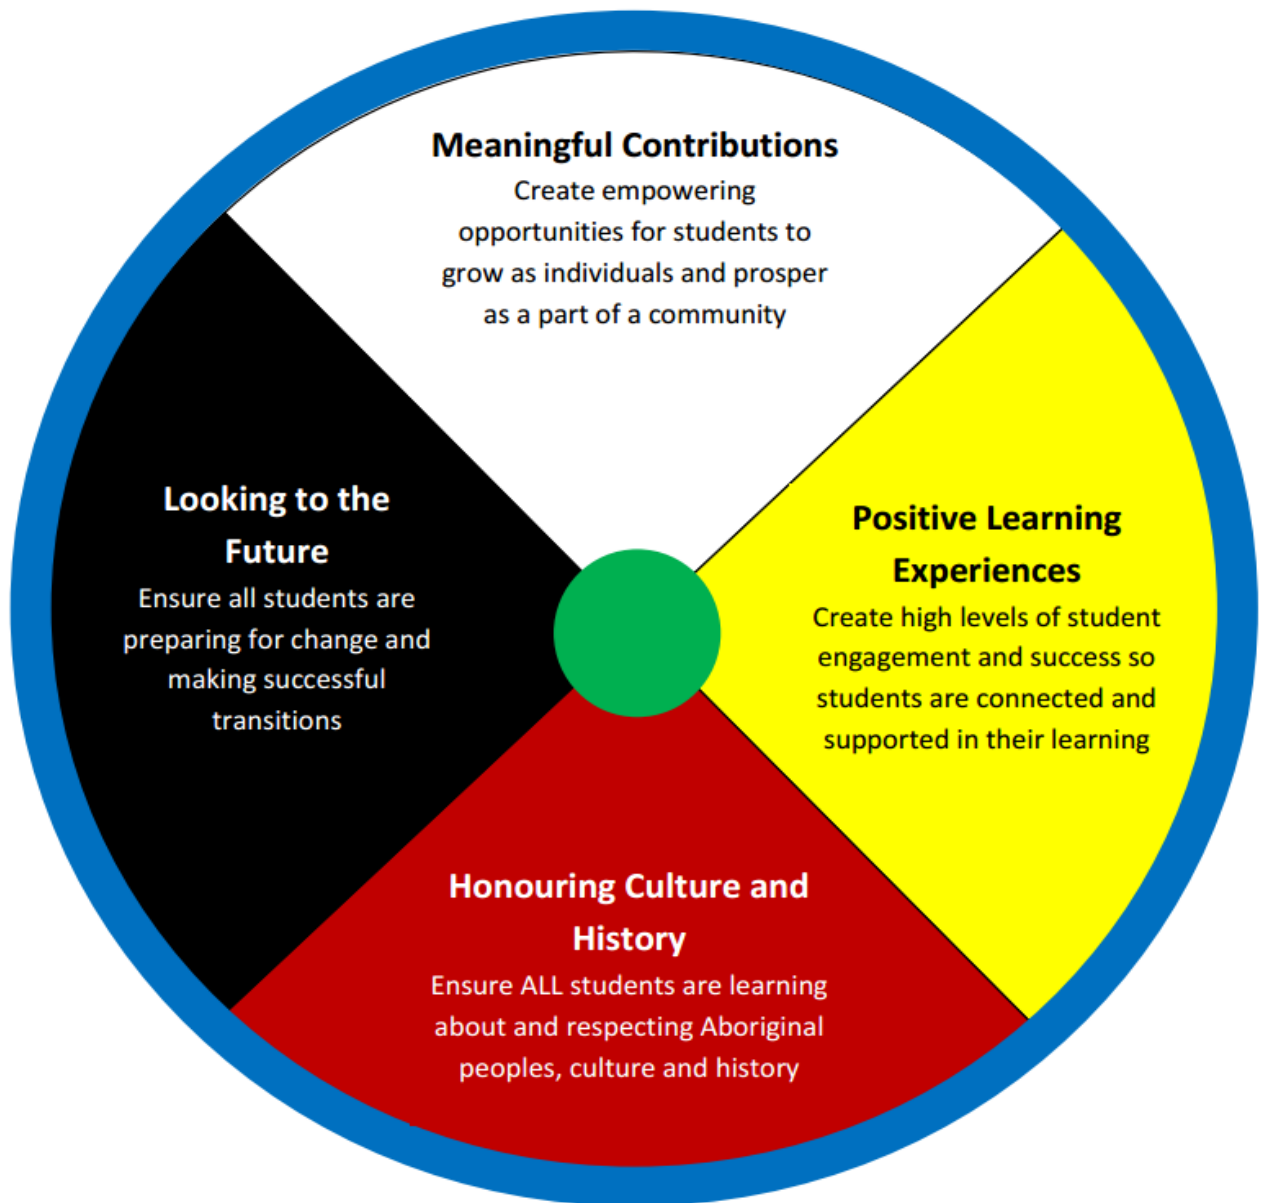 Meaningful Contributions
Create empowering
opportunities for students to
grow as individuals and prosper
as a part of a community
Looking to the
Future
Ensure all students are
preparing for change and
making successful
transitions
Positive Learning
Experiences
Create high levels of student
engagement and success so
students are connected and
supported in their learning
Honouring Culture and
History
Ensure ALL students are learning
about and respecting Aboriginal
peoples, culture and history